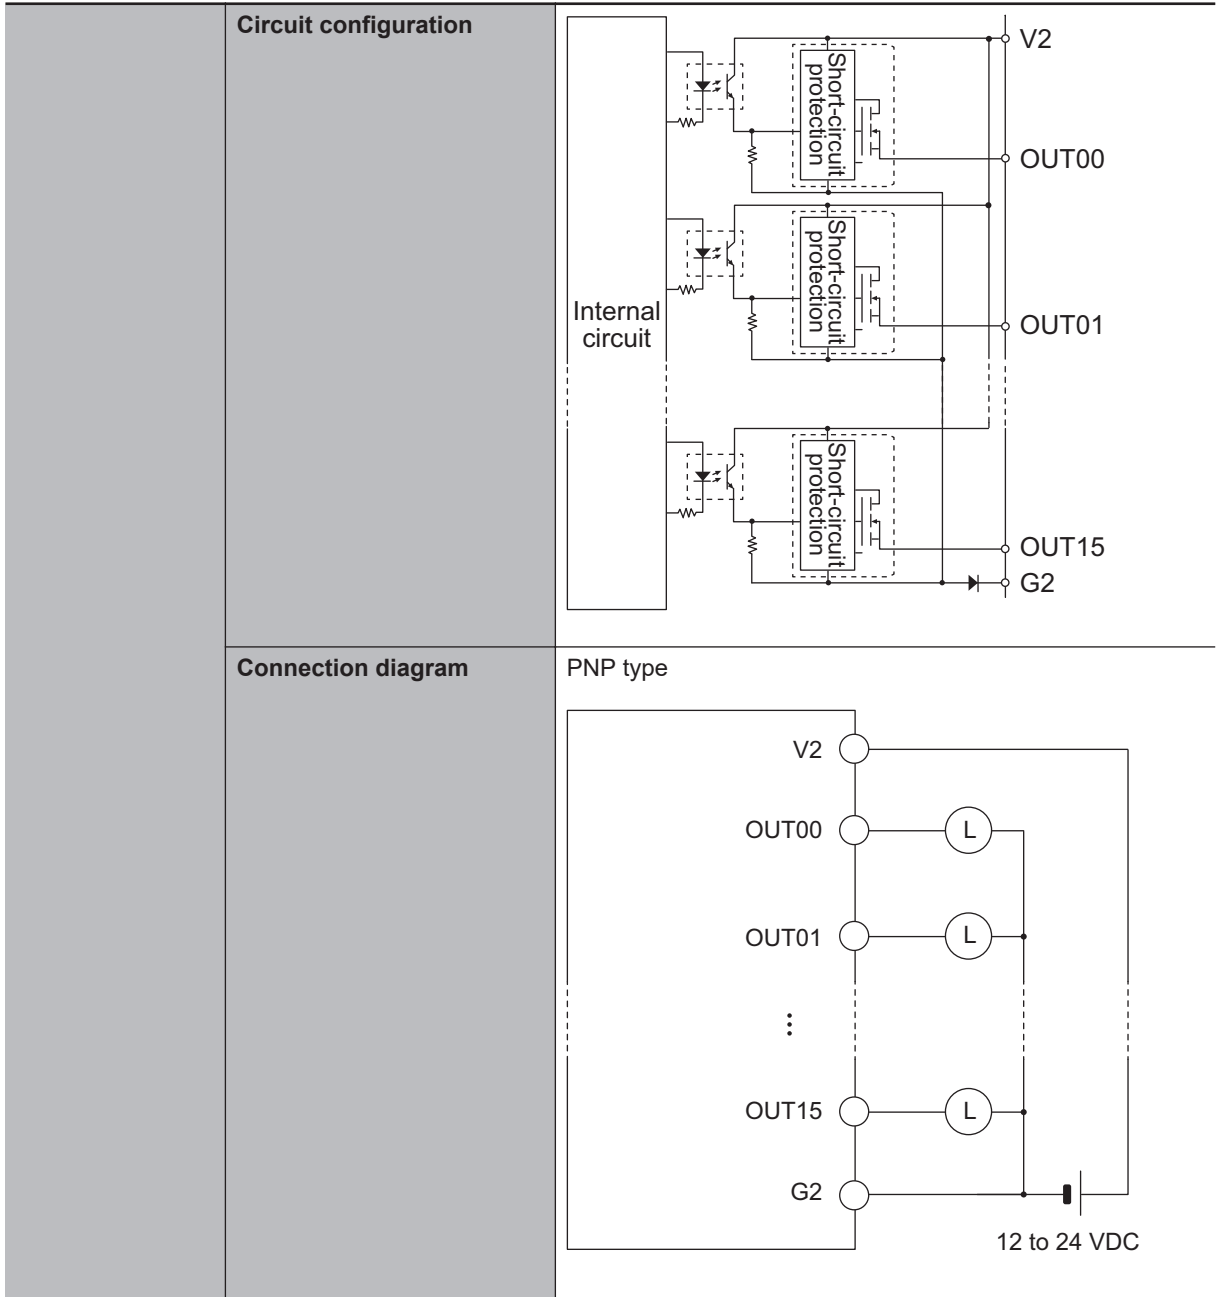 Circuit configuration
V2
Short-circuit
protection
OUT00
Short-circuit
protection
Internal
circuit
OUT01
Short-circuit
protection
OUT15
G2
Connection diagram
PNP type
V2
OUT00
L
OUT01
L
⋮
OUT15
L
G2
12 to 24 VDC